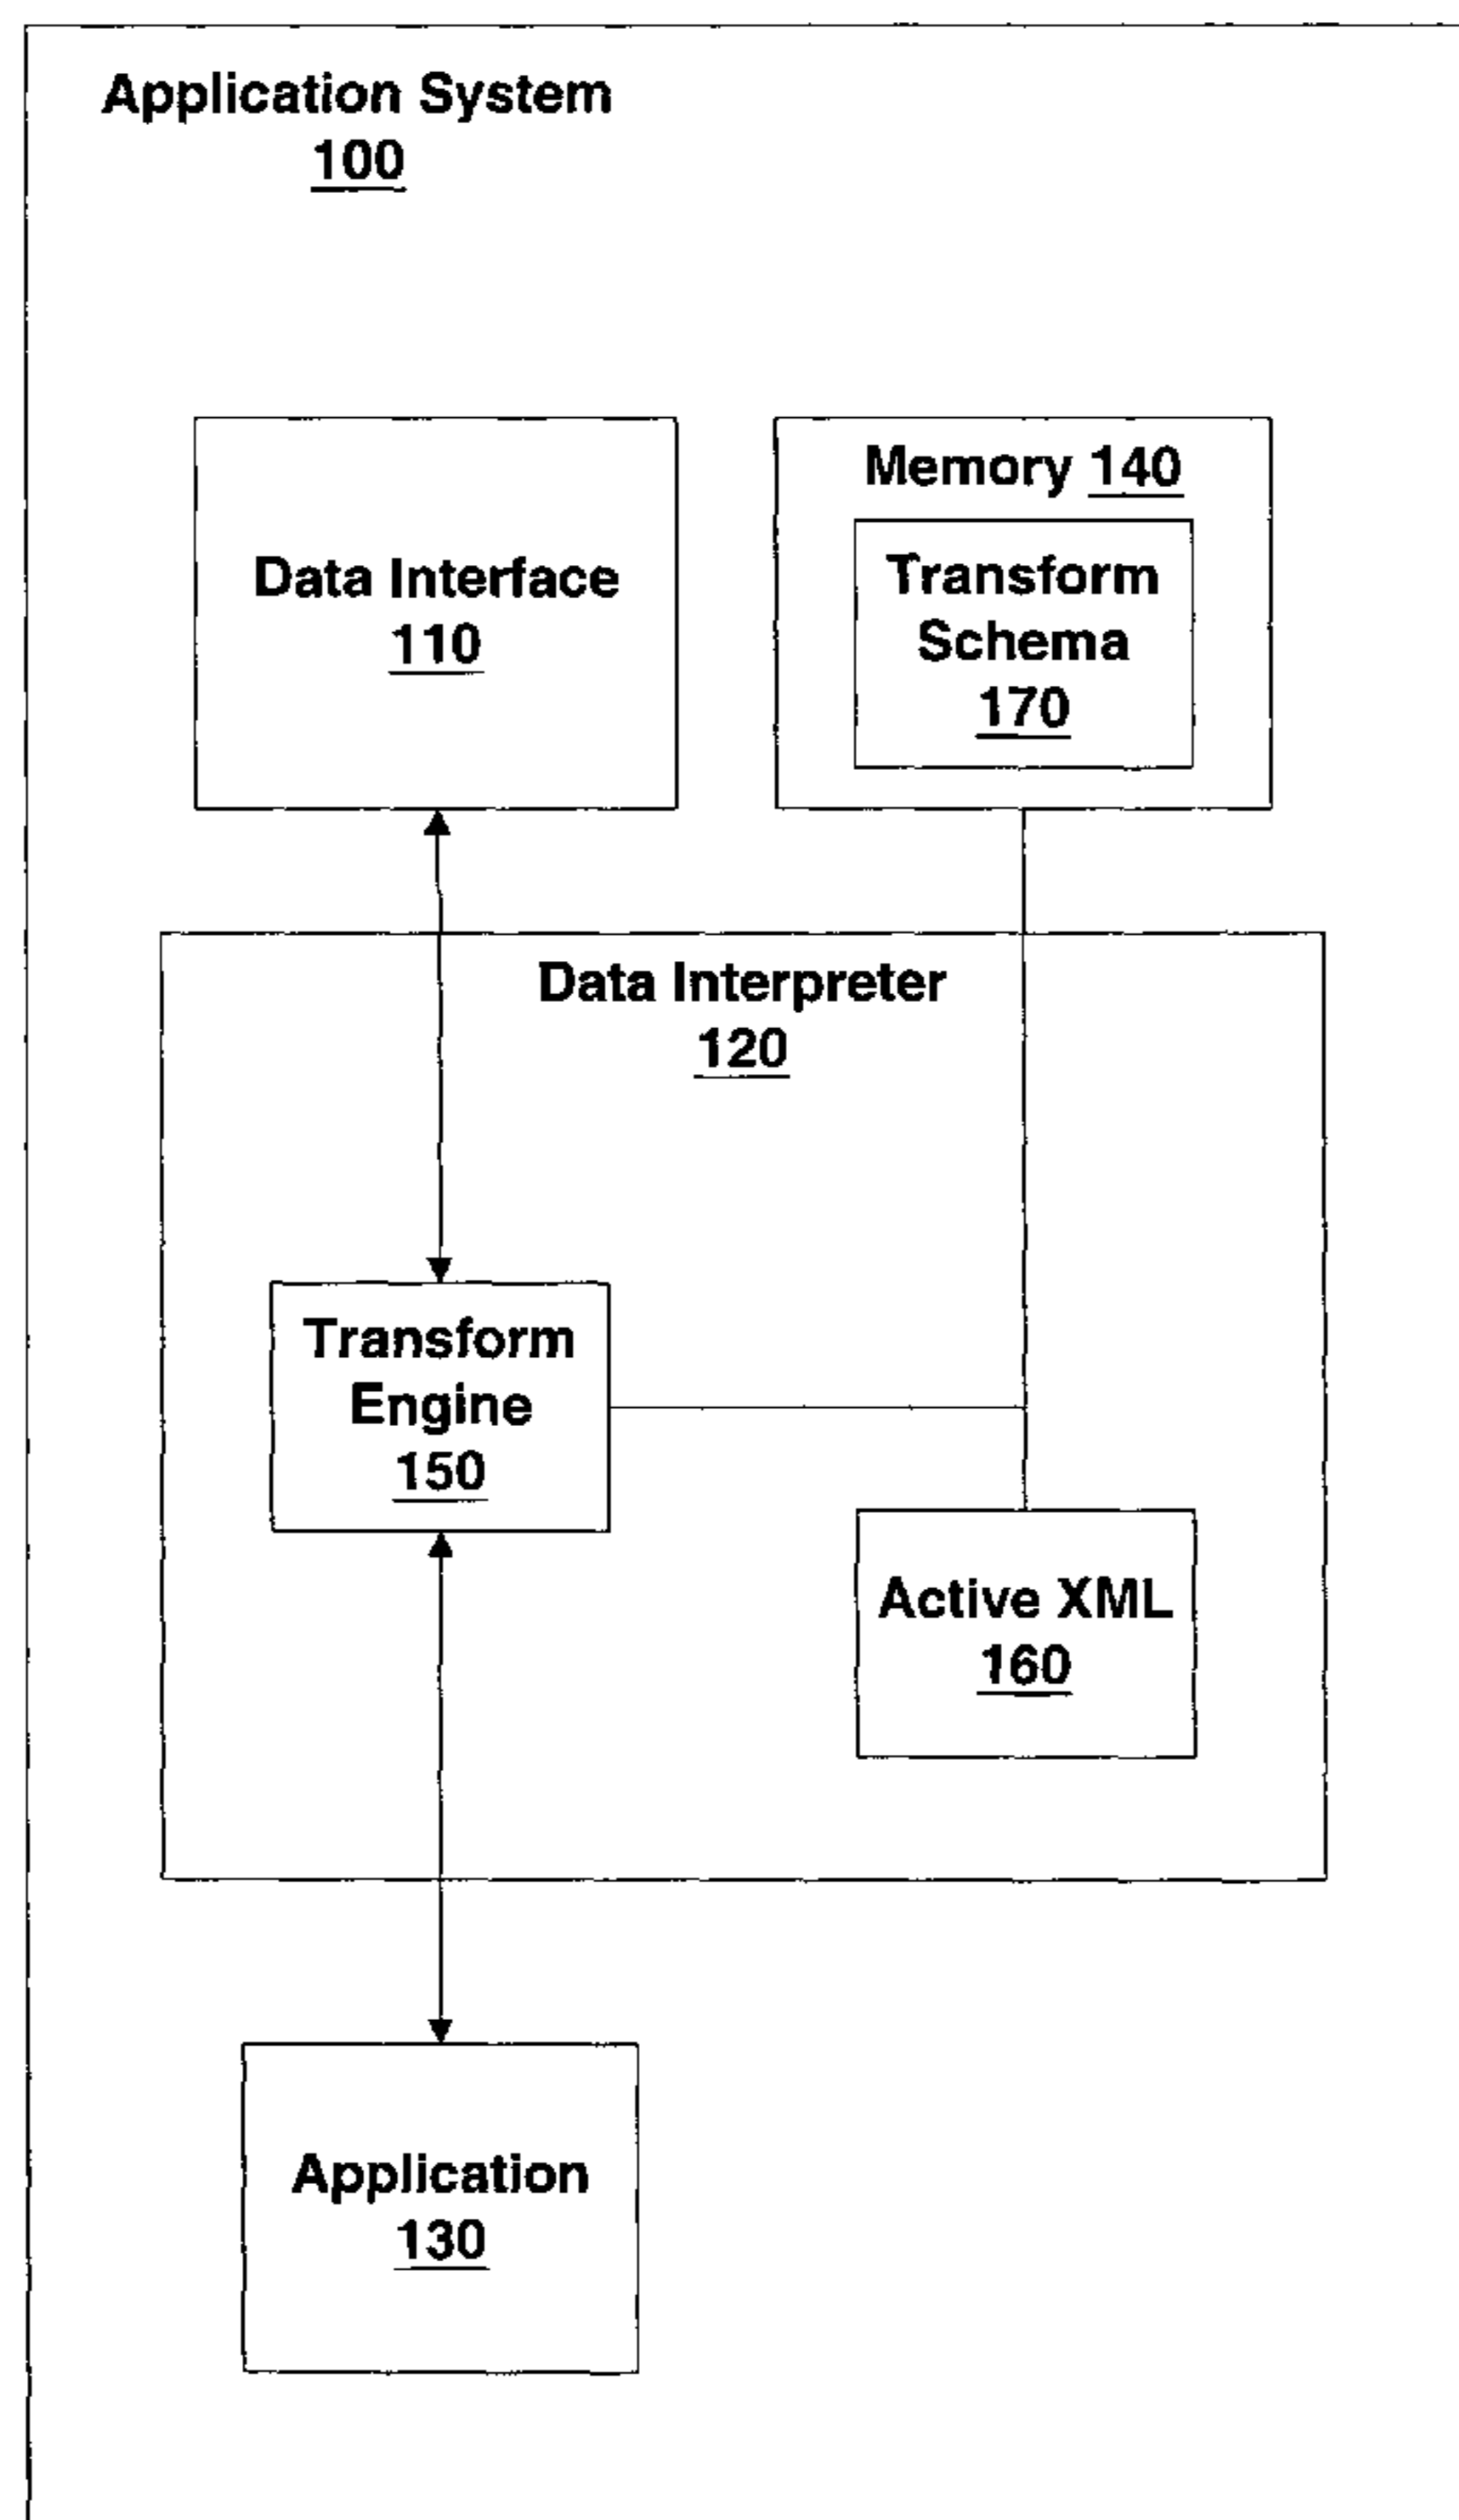 Application System
100
Data Interface
110
Memory 140
Transform
Schema
170
Data Interpreter
120
Transform
Engine
150
Active XML
160
Application
130